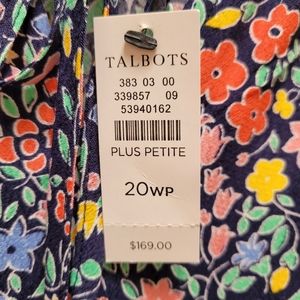 TALBOTS
383 03 00
339857 09
53940162
PLUS PETITE
20WP
$169.00